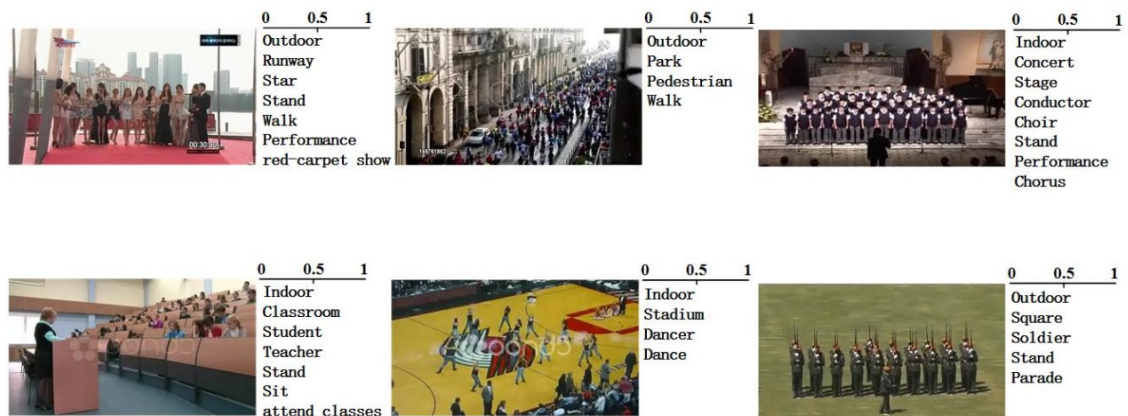 0 0.5 1
Outdoor
Runway
Star
Stand
Walk
Performance
red-carpet show
00:30:00
0 0.5 1
Outdoor
Park
Pedestrian
Walk
0 0.5 1
Indoor
Concert
Stage
Conductor
Choir
Stand
Performance
Chorus
0 0.5 1
Indoor
Classroom
Student
Teacher
Stand
Sit
attend classes
0 0.5 1
Indoor
Stadium
Dancer
Dance
0 0.5 1
Outdoor
Square
Soldier
Stand
Parade